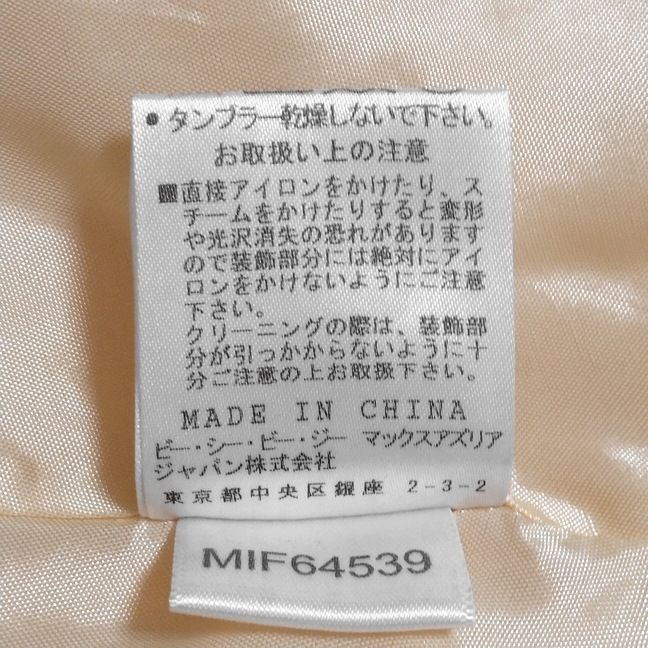 • タンブラー乾燥しないで下さい。
お取扱い上の注意
直接アイロンをかけたり、ス
チームをかけたりすると変形
や光沢消失の恐れがあります
ので装飾部分には絶対にアイ
ロンをかけないようにご注意
下さい。
クリーニングの際は、装飾部
分が引っかからないように十
分ご注意の上お取扱下さい。
MADE IN CHINA
ビー・シー・ビー・ジー マックスアズリア
ジャパン株式会社
東京都中央区銀座 2-3-2
MIF64539